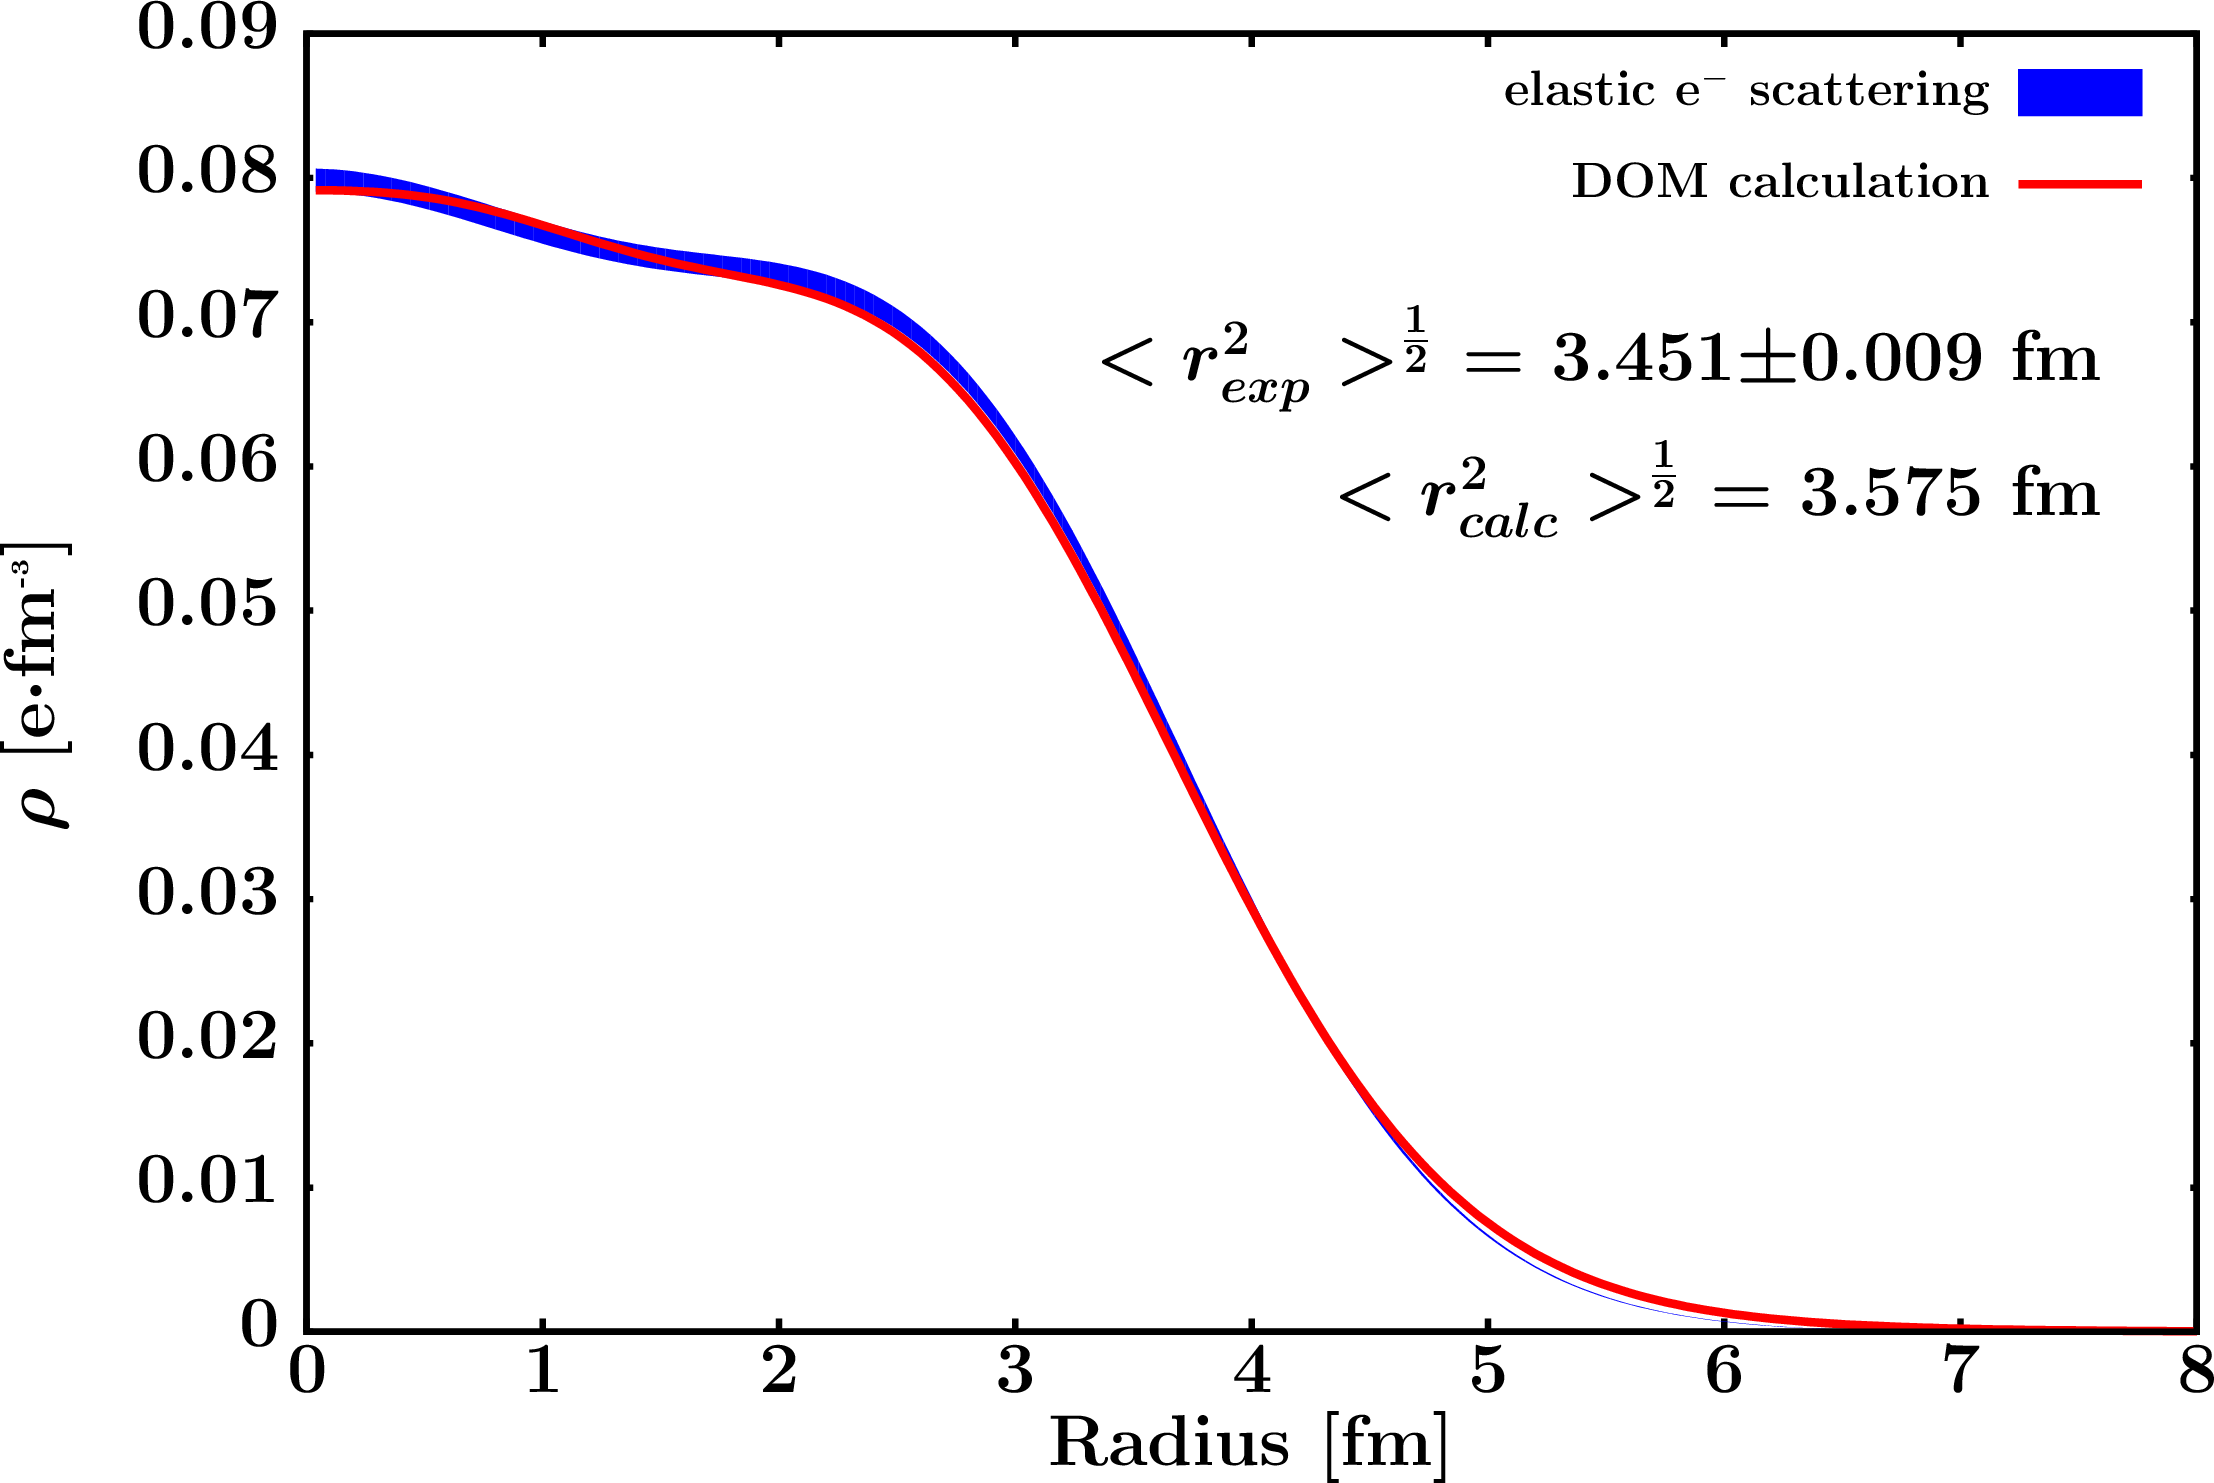 0.09
0.08
0.07
0.06
0.05
0.04
0.03
0.02
0.01
0
ρ [e·fm⁻³]
elastic e⁻ scattering
DOM calculation
< r²ₑₓₚ >^½ = 3.451±0.009 fm
< r²_calc >^½ = 3.575 fm
0 1 2 3 4 5 6 7 8
Radius [fm]